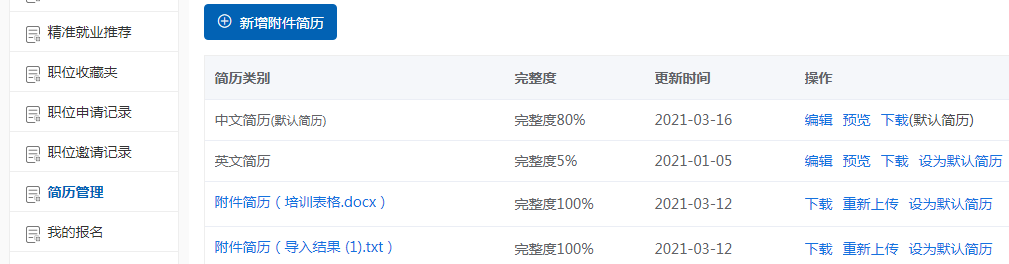 精准就业推荐
职位收藏夹
职位申请记录
职位邀请记录
简历管理
我的报名
新增附件简历
简历类别 完整度 更新时间 操作
中文简历(默认简历) 完整度80% 2021-03-16 编辑 预览 下载(默认简历)
英文简历 完整度5% 2021-01-05 编辑 预览 下载 设为默认简历
附件简历（培训表格.docx） 完整度100% 2021-03-12 下载 重新上传 设为默认简历
附件简历（导入结果 (1).txt） 完整度100% 2021-03-12 下载 重新上传 设为默认简历